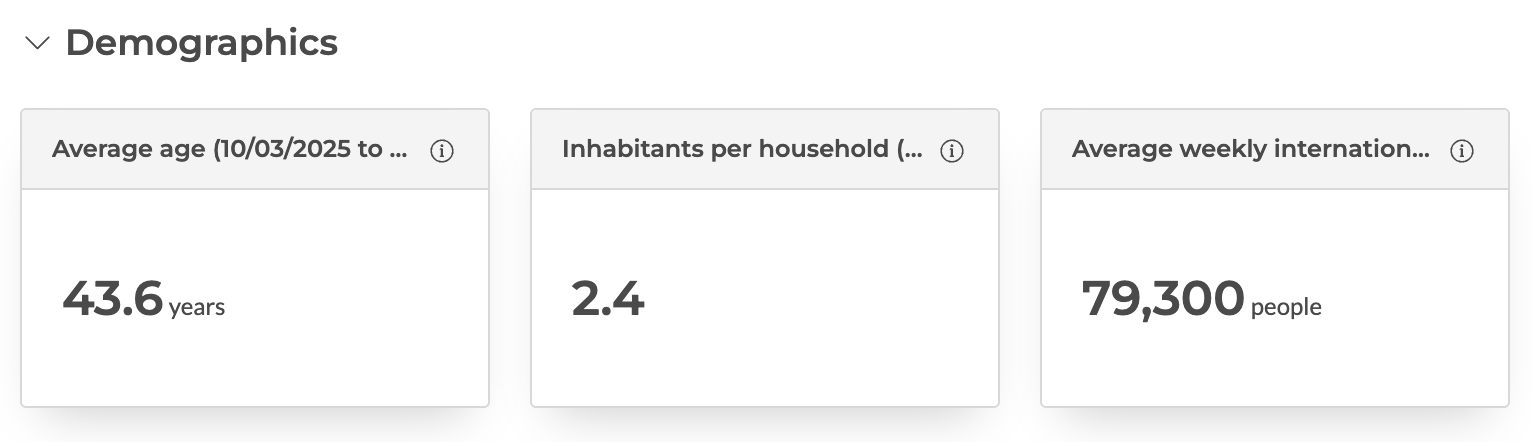 Demographics
Average age (10/03/2025 to ...
43.6 years
Inhabitants per household (...
2.4
Average weekly internation...
79,300 people